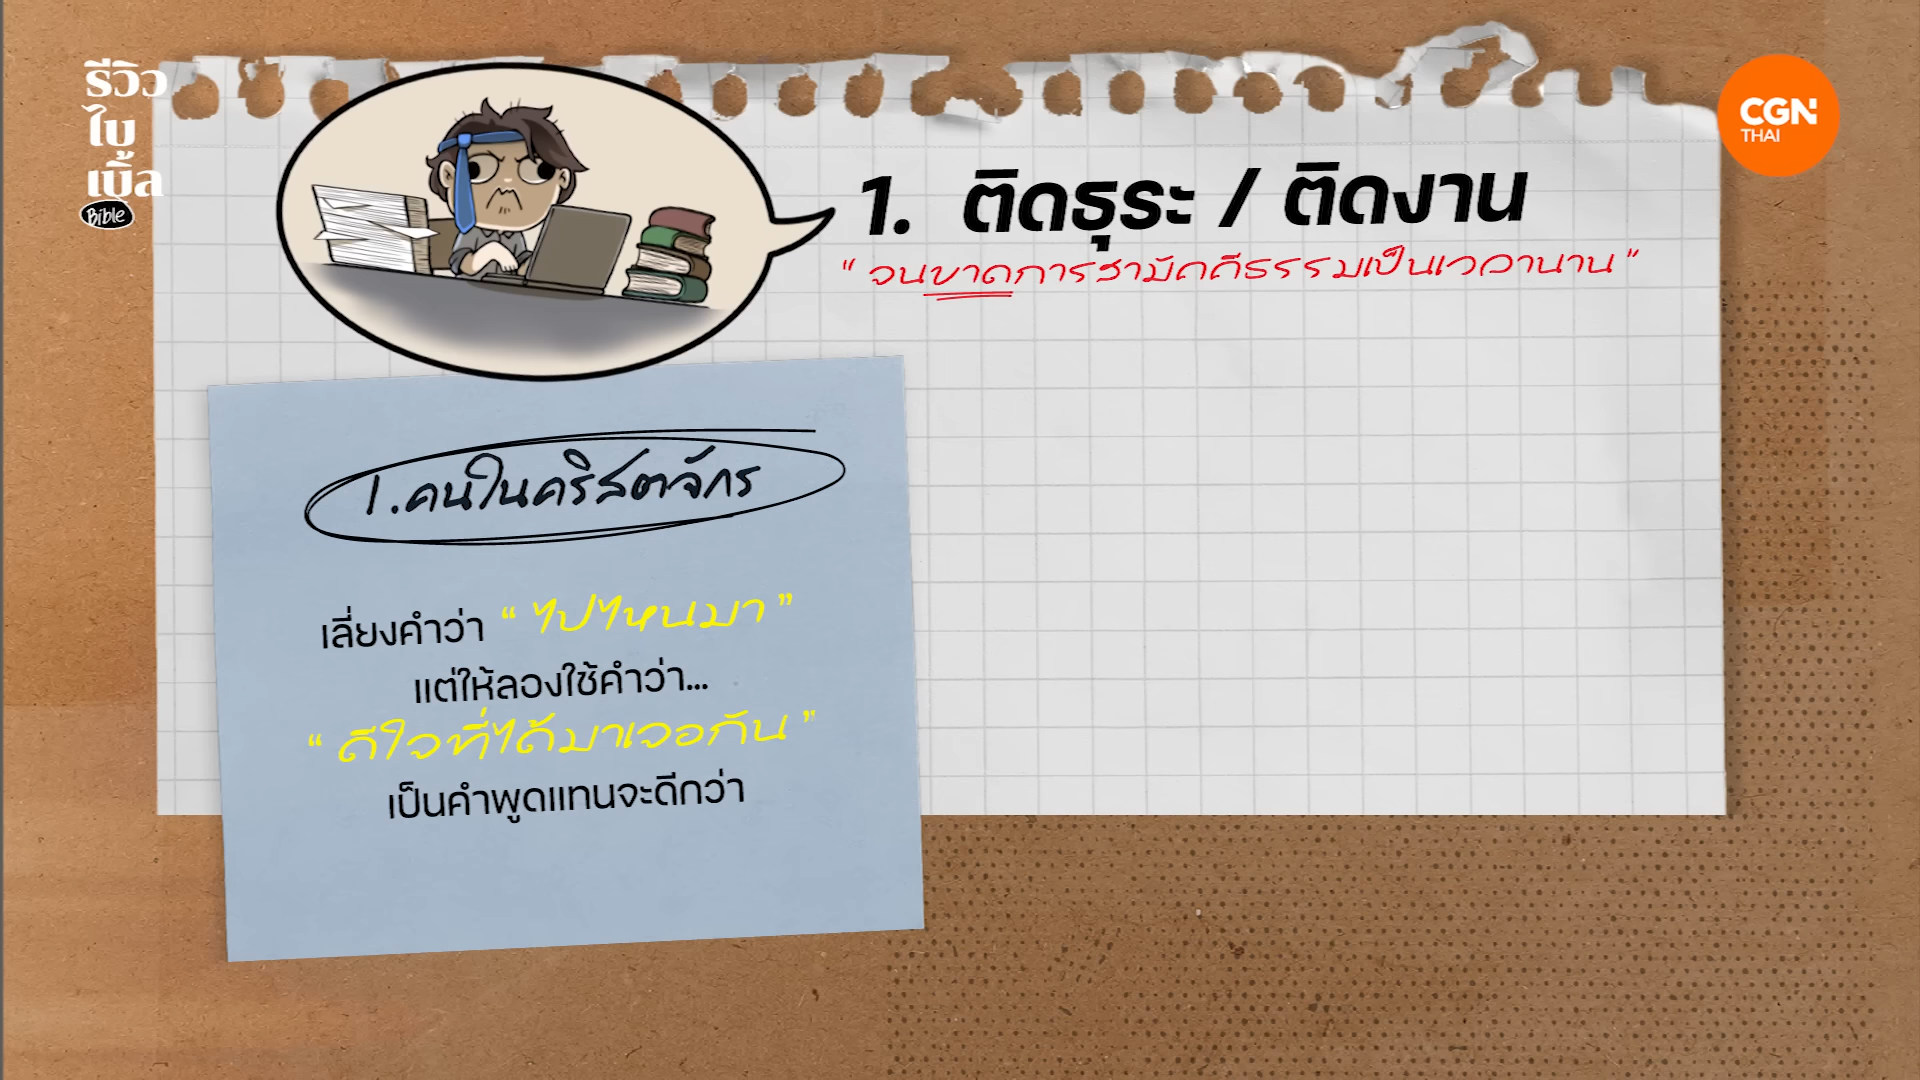 รีวิว
ไบ
เบิ้ล
Bible
CGN
THAI
1. ติดธุระ / ติดงาน
"จนขาดการสามัคคีธรรมเป็นเวลานาน"
1. คนในคริสตจักร
เลี่ยงคำว่า "ไปไหนมา"
แต่ให้ลองใช้คำว่า...
"ดีใจที่ได้มาเจอกัน"
เป็นคำพูดแทนจะดีกว่า